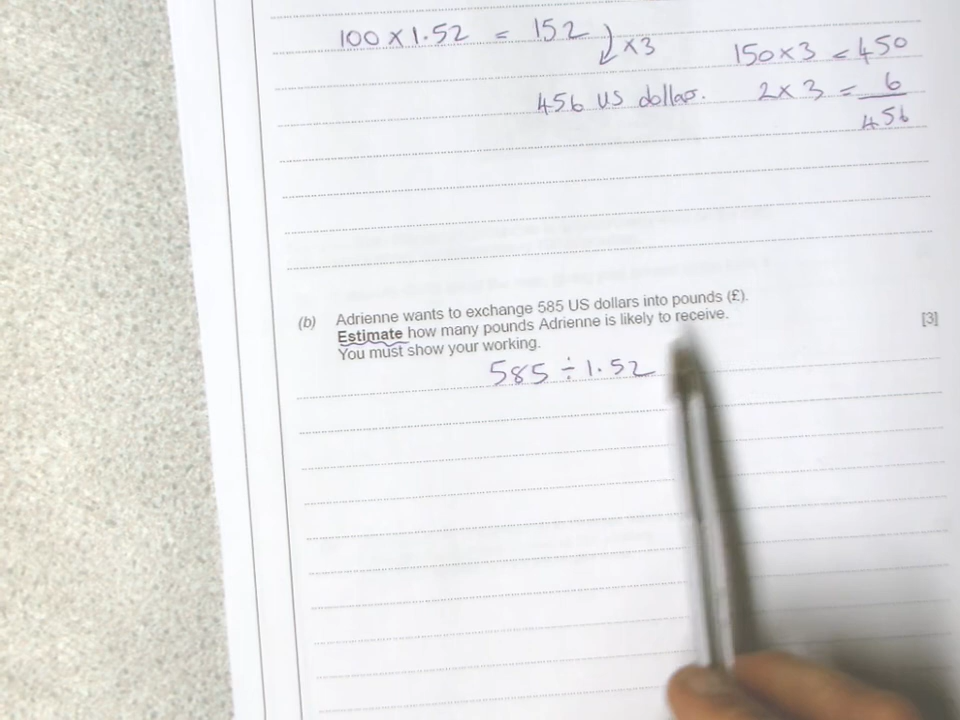 100 × 1.52 = 152
×3
150 × 3 = 450
456 US dollars.
2 × 3 = 6
456
(b) Adrienne wants to exchange 585 US dollars into pounds (£).
Estimate how many pounds Adrienne is likely to receive.
[3]
You must show your working.
585 ÷ 1.52